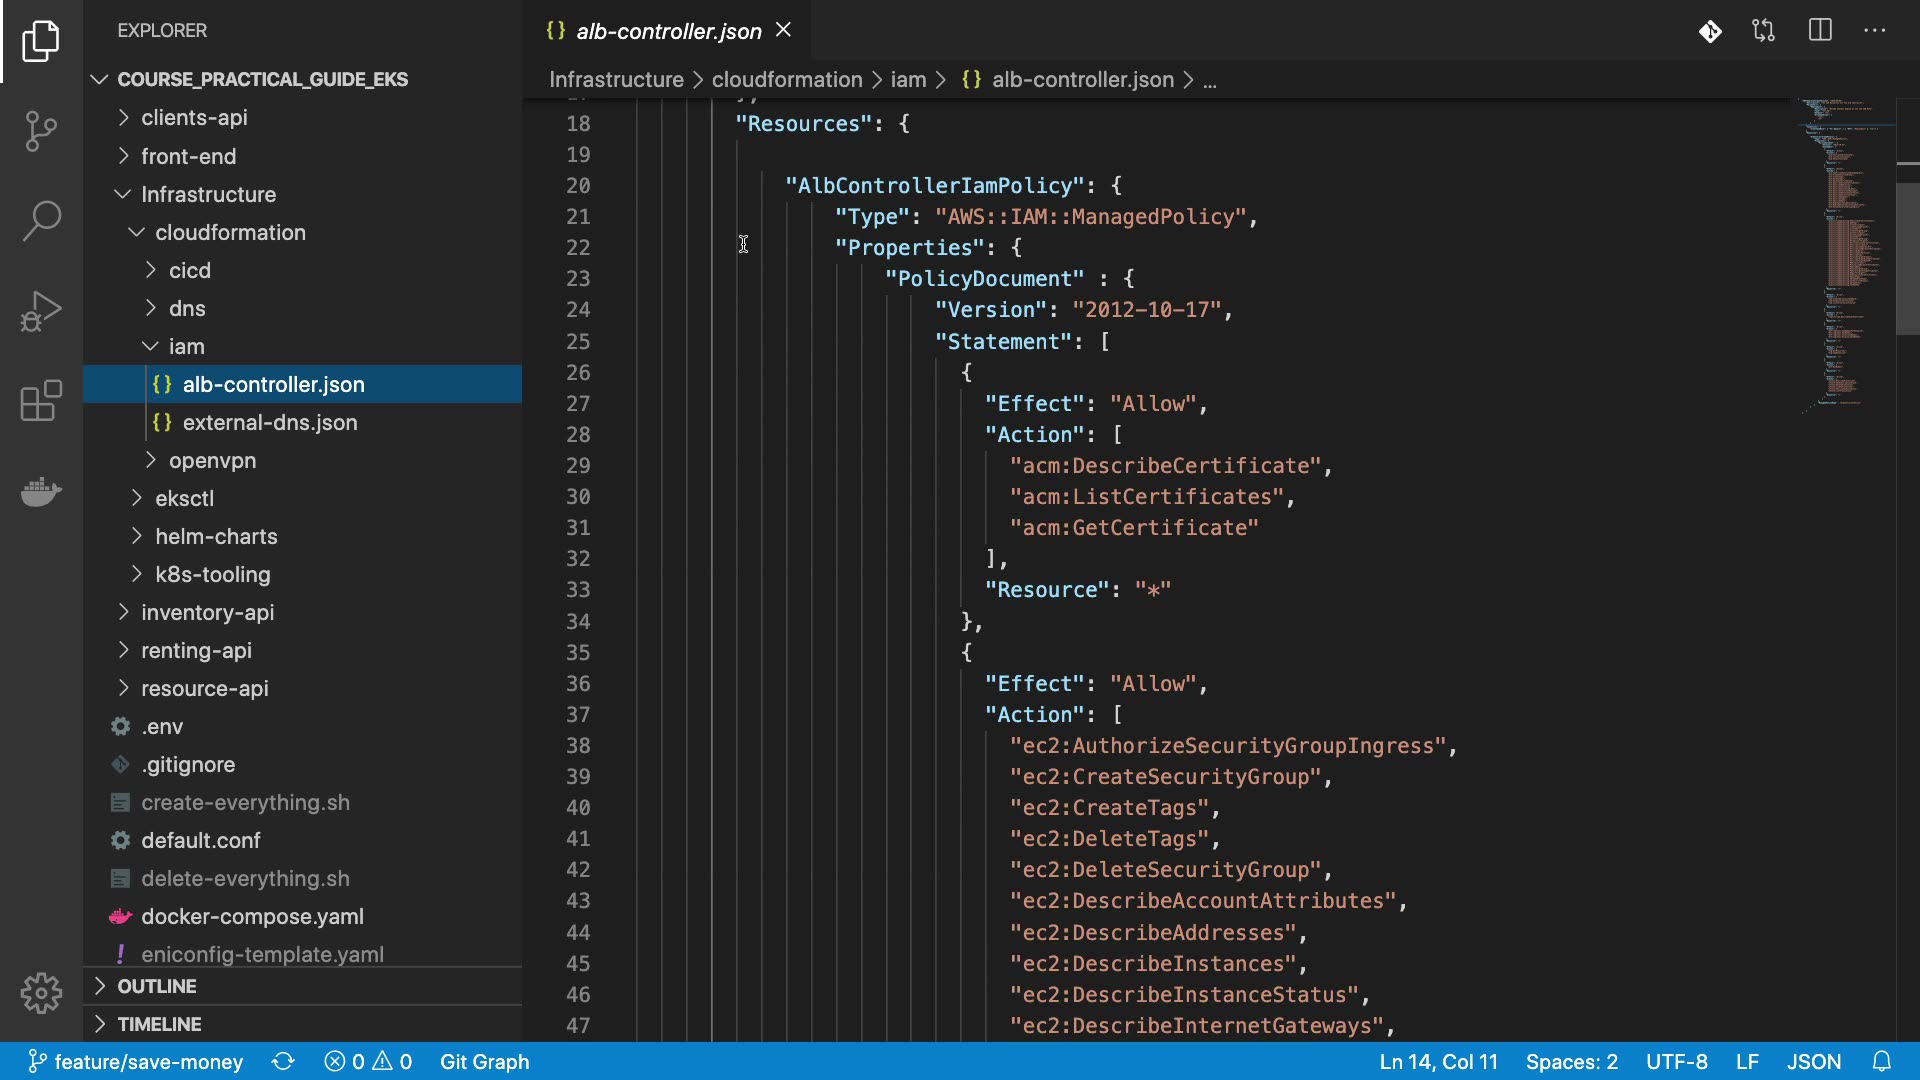 EXPLORER
COURSE_PRACTICAL_GUIDE_EKS
clients-api
front-end
Infrastructure
cloudformation
cicd
dns
iam
alb-controller.json
external-dns.json
openvpn
eksctl
helm-charts
k8s-tooling
inventory-api
renting-api
resource-api
.env
.gitignore
create-everything.sh
default.conf
delete-everything.sh
docker-compose.yaml
! eniconfig-template.yaml
OUTLINE
TIMELINE
{} alb-controller.json
Infrastructure > cloudformation > iam > {} alb-controller.json > ...
18 "Resources": {
19
20 "AlbControllerIamPolicy": {
21 "Type": "AWS::IAM::ManagedPolicy",
22 "Properties": {
23 "PolicyDocument" : {
24 "Version": "2012-10-17",
25 "Statement": [
26 {
27 "Effect": "Allow",
28 "Action": [
29 "acm:DescribeCertificate",
30 "acm:ListCertificates",
31 "acm:GetCertificate"
32 ],
33 "Resource": "*"
34 },
35 {
36 "Effect": "Allow",
37 "Action": [
38 "ec2:AuthorizeSecurityGroupIngress",
39 "ec2:CreateSecurityGroup",
40 "ec2:CreateTags",
41 "ec2:DeleteTags",
42 "ec2:DeleteSecurityGroup",
43 "ec2:DescribeAccountAttributes",
44 "ec2:DescribeAddresses",
45 "ec2:DescribeInstances",
46 "ec2:DescribeInstanceStatus",
47 "ec2:DescribeInternetGateways",
feature/save-money 0 0 Git Graph Ln 14, Col 11 Spaces: 2 UTF-8 LF JSON